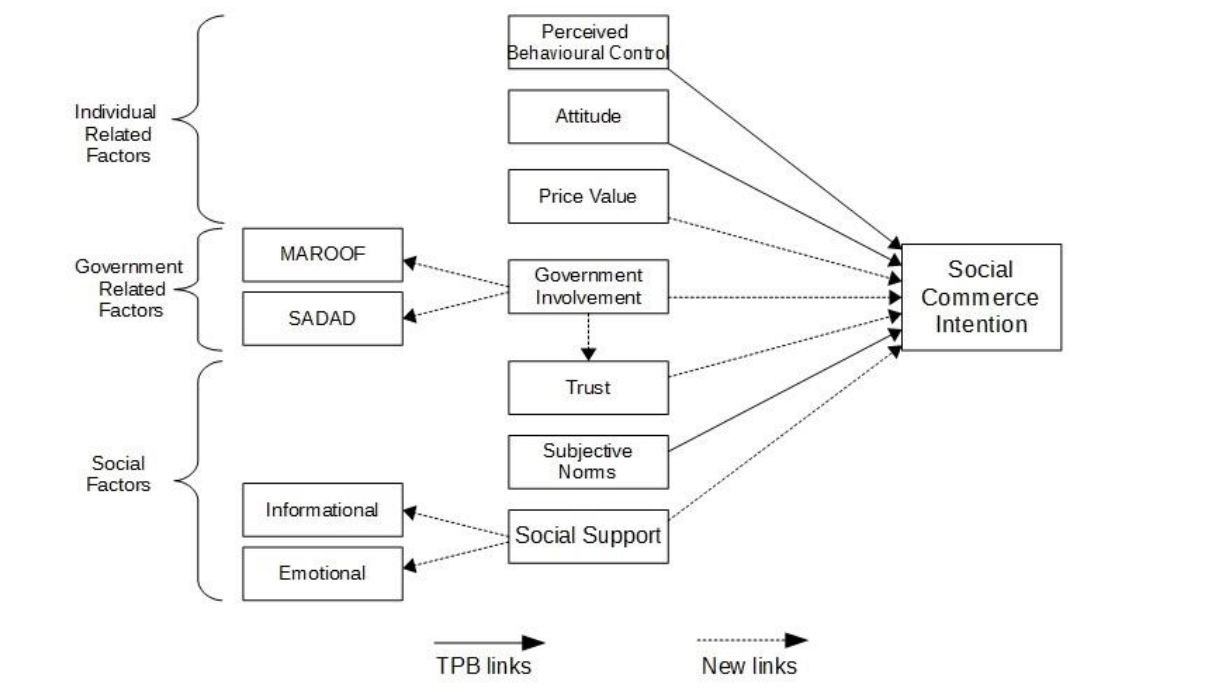 Perceived
Behavioural Control
Individual
Related
Factors
Attitude
Price Value
Government
Related
Factors
MAROOF
SADAD
Government
Involvement
Social
Commerce
Intention
Trust
Subjective
Norms
Social
Factors
Informational
Emotional
Social Support
TPB links
New links